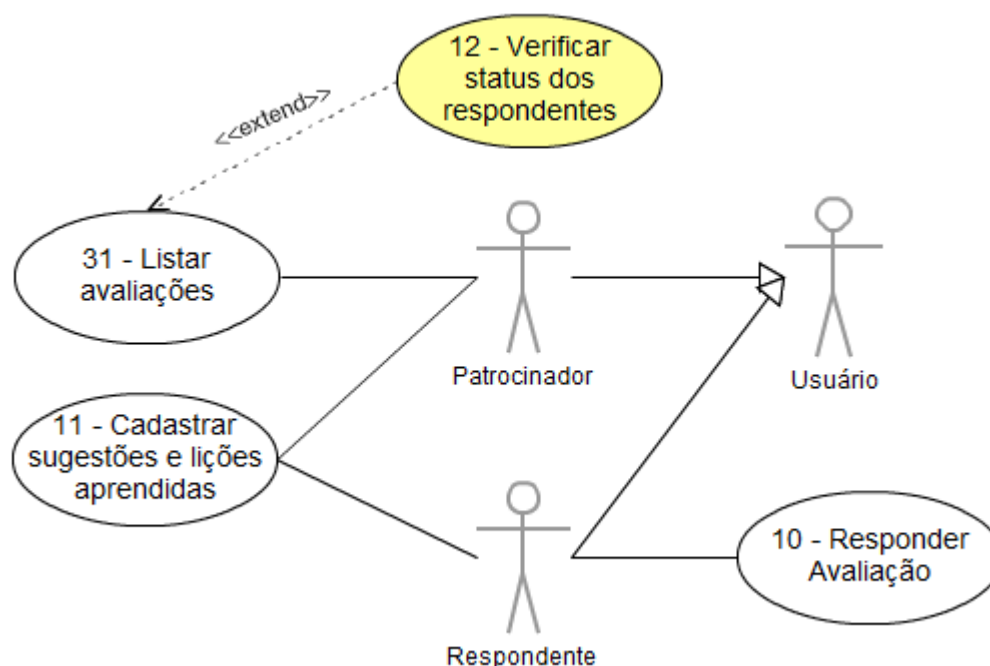 12 - Verificar
status dos
respondentes
<<extend>>
31 - Listar
avaliações
Patrocinador
Usuário
11 - Cadastrar
sugestões e lições
aprendidas
10 - Responder
Avaliação
Respondente